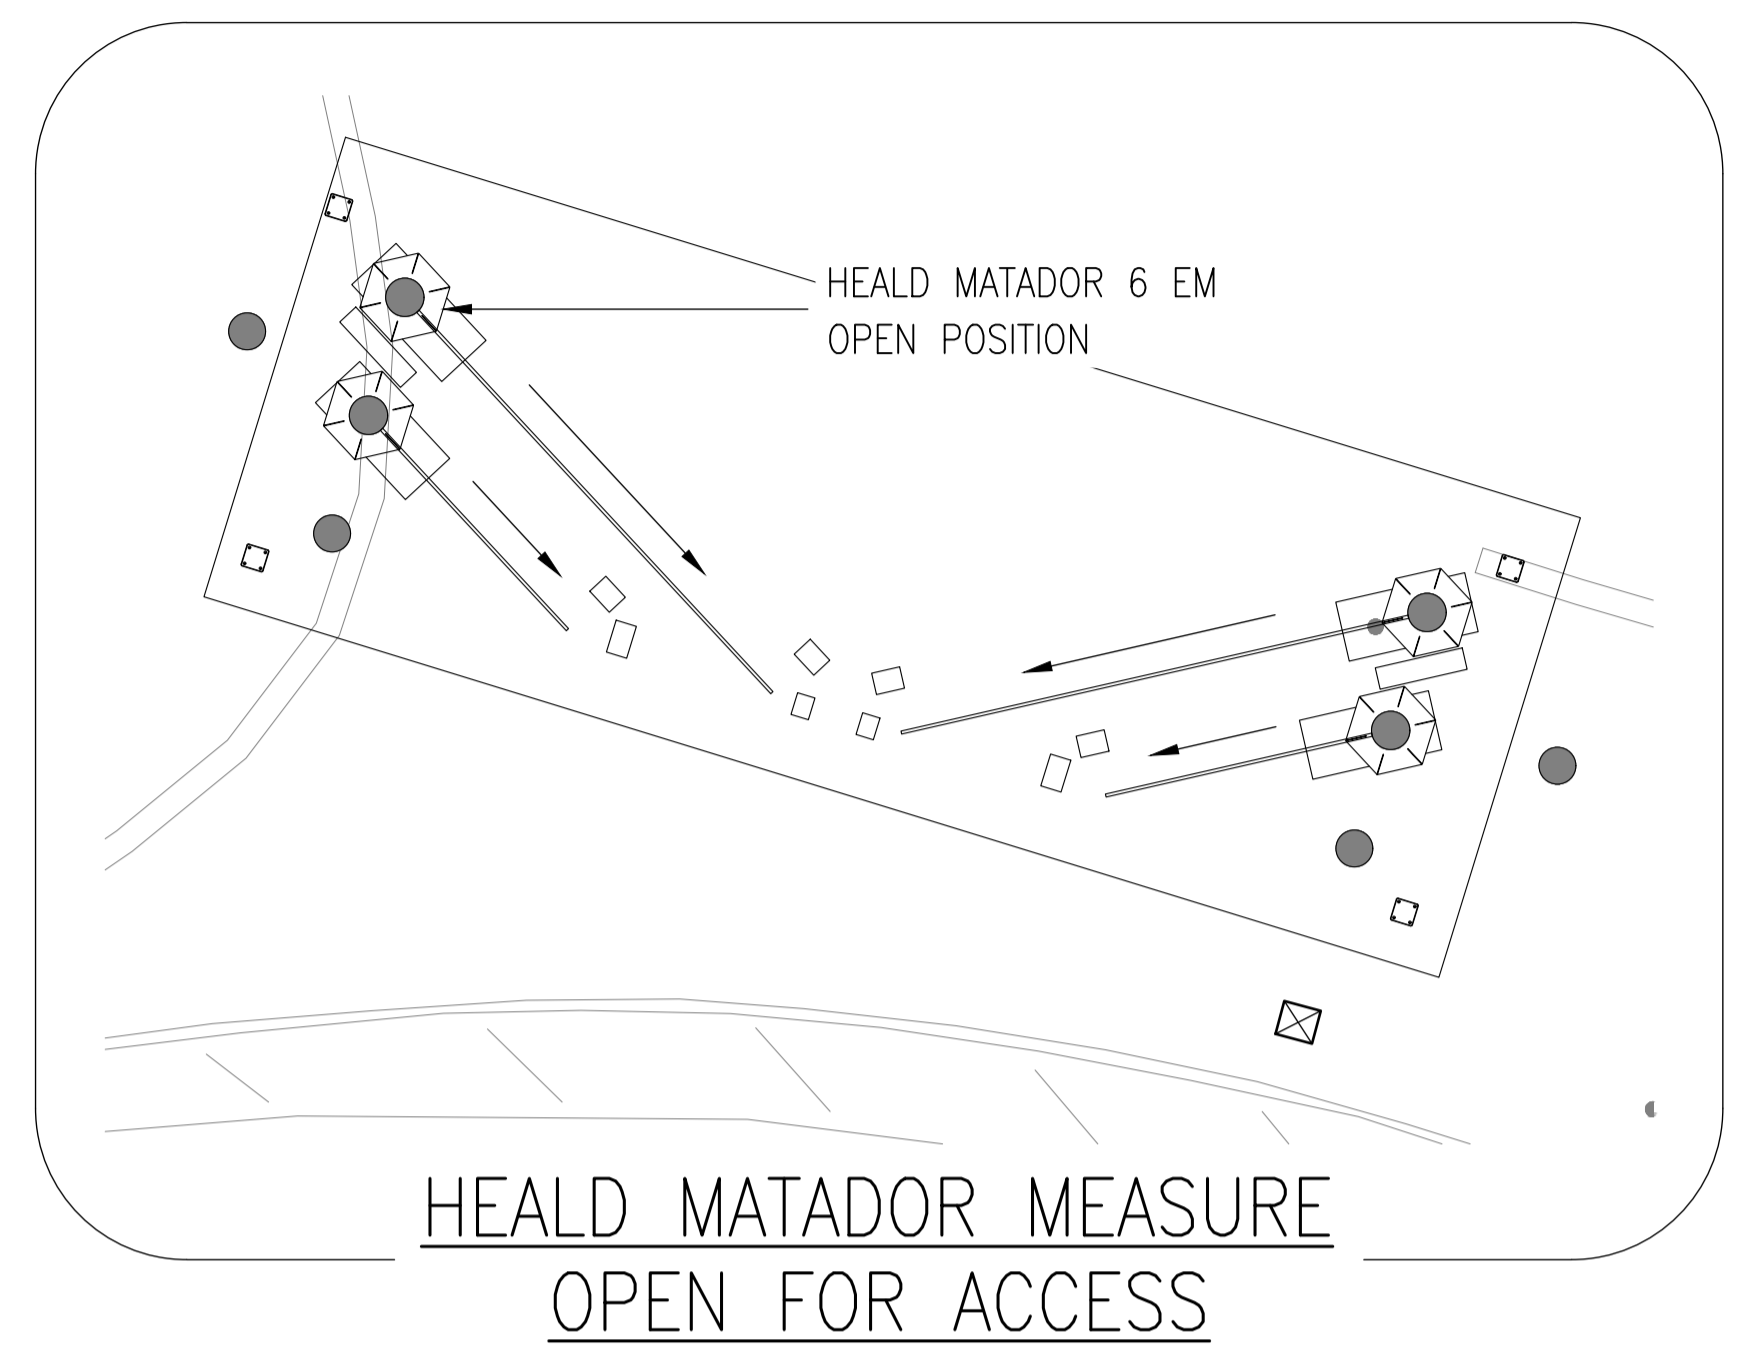 HEALD MATADOR 6 EM
OPEN POSITION
HEALD MATADOR MEASURE
OPEN FOR ACCESS